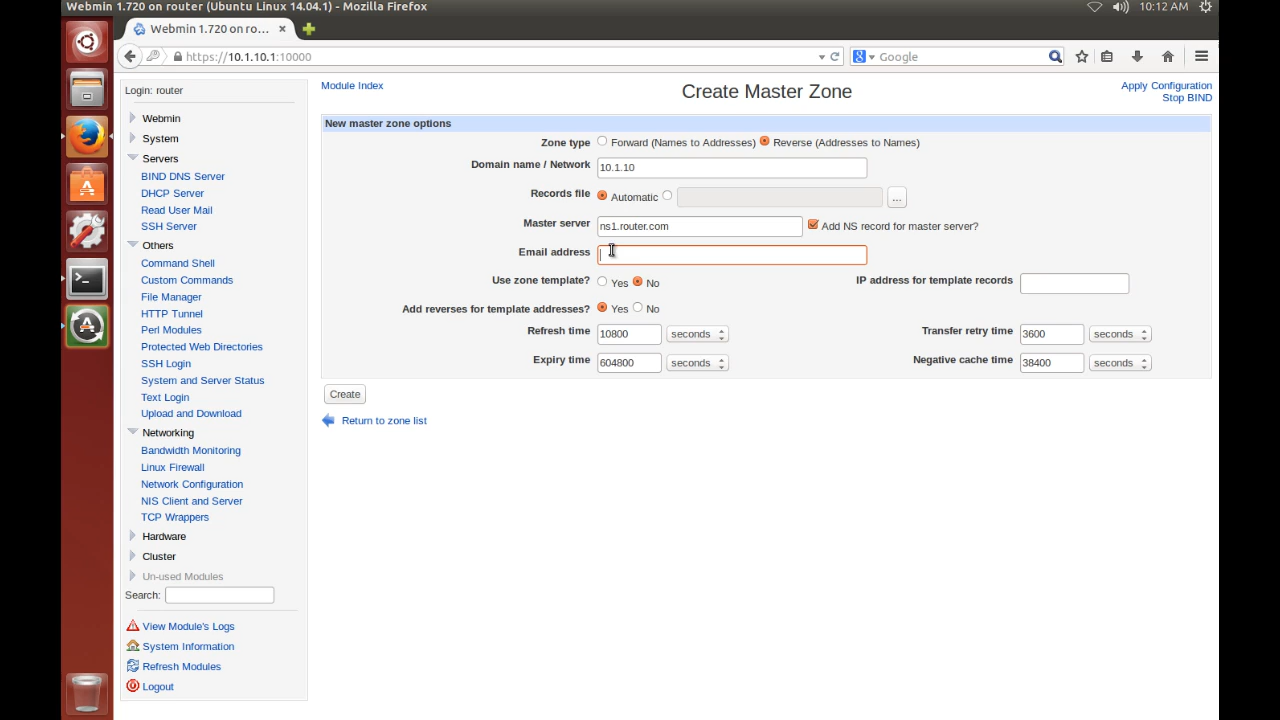 Webmin 1.720 on router (Ubuntu Linux 14.04.1) - Mozilla Firefox
10:12 AM
Webmin 1.720 on ro...
https://10.1.10.1:10000
Google
Login: router
Webmin
System
Servers
BIND DNS Server
DHCP Server
Read User Mail
SSH Server
Others
Command Shell
Custom Commands
File Manager
HTTP Tunnel
Perl Modules
Protected Web Directories
SSH Login
System and Server Status
Text Login
Upload and Download
Networking
Bandwidth Monitoring
Linux Firewall
Network Configuration
NIS Client and Server
TCP Wrappers
Hardware
Cluster
Un-used Modules
Search:
View Module's Logs
System Information
Refresh Modules
Logout
Module Index
Create Master Zone
Apply Configuration
Stop BIND
New master zone options
Zone type Forward (Names to Addresses) Reverse (Addresses to Names)
Domain name / Network 10.1.10
Records file Automatic ...
Master server ns1.router.com Add NS record for master server?
Email address
Use zone template? Yes No IP address for template records
Add reverses for template addresses? Yes No
Refresh time 10800 seconds Transfer retry time 3600 seconds
Expiry time 604800 seconds Negative cache time 38400 seconds
Create
Return to zone list